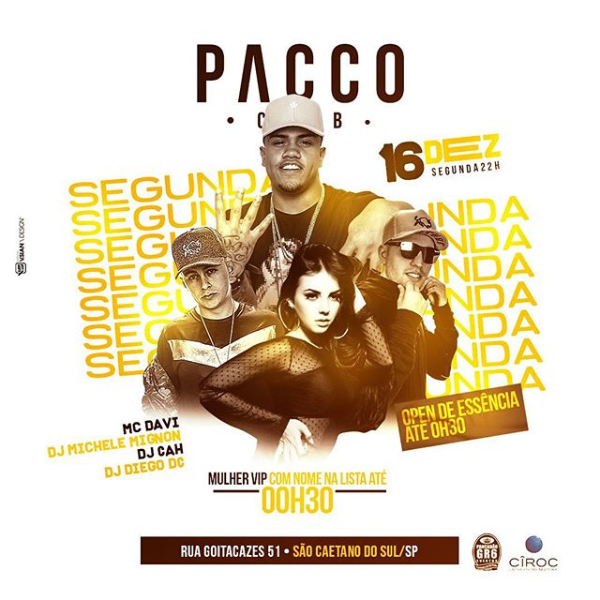 PACCO
• C B •
16 DEZ
SEGUNDA 22H
SEGUNDA
SEGUNDA
SEGUNDA
SEGUNDA
SEGUNDA
SEGUNDA
SEGUNDA
SEGUNDA
OPEN DE ESSÊNCIA
ATÉ 0H30
MC DAVI
DJ MICHELE MIGNON
DJ CAH
DJ DIEGO DC
MULHER VIP COM NOME NA LISTA ATÉ
00H30
RUA GOITACAZES 51 • SÃO CAETANO DO SUL/SP
GR6
EVENTOS
CÎROC